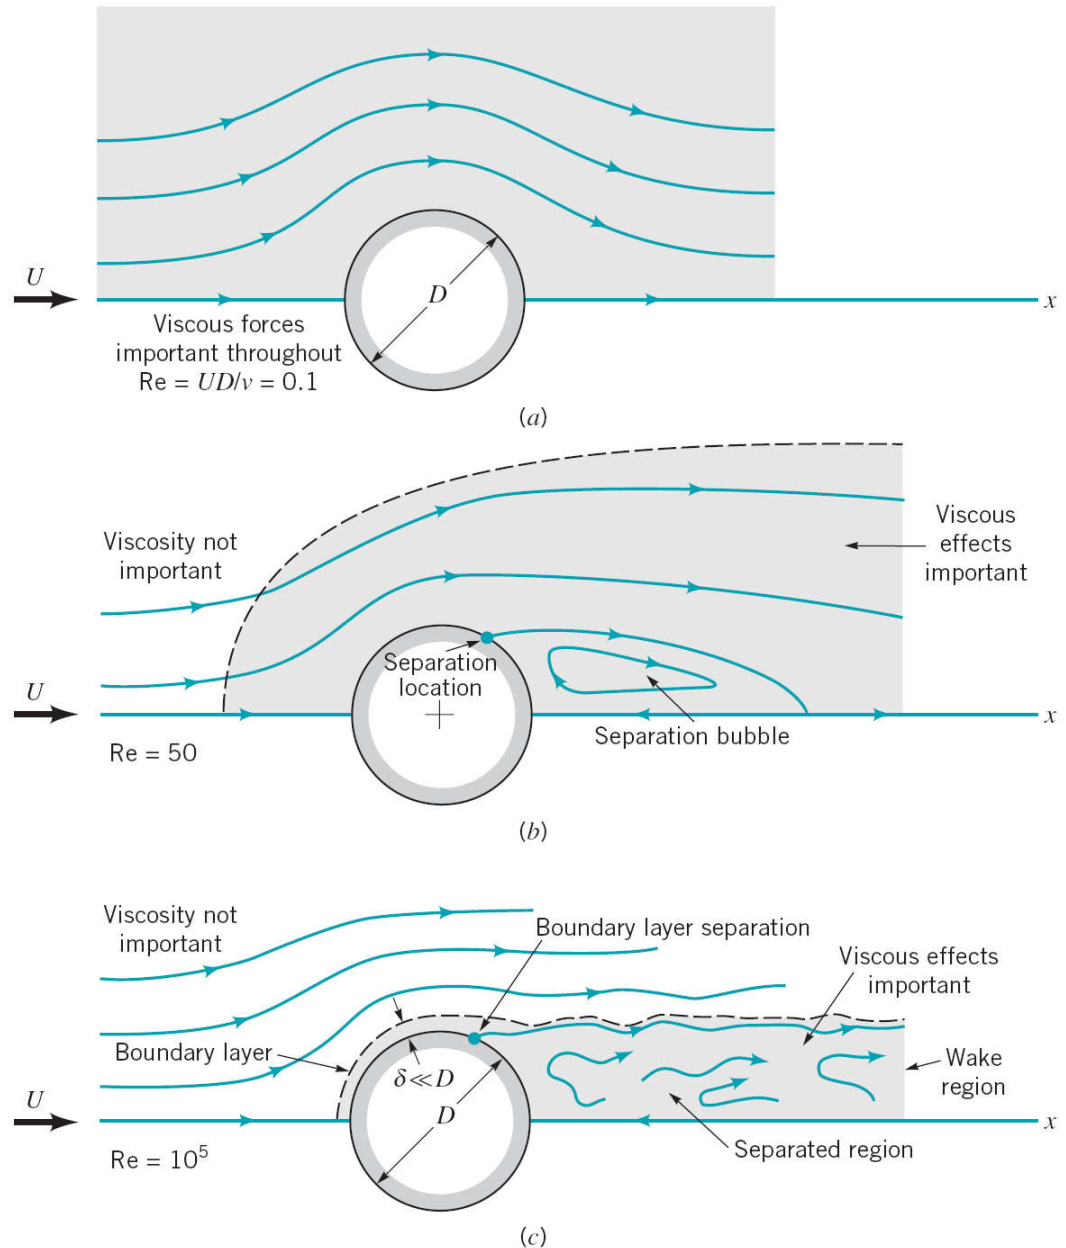 U
D
x
Viscous forces
important throughout
Re = UD/ν = 0.1
(a)
Viscosity not
important
Viscous
effects
important
Separation
location
U
x
Separation bubble
Re = 50
(b)
Viscosity not
important
Boundary layer separation
Viscous effects
important
Boundary layer
δ≪D
Wake
region
U
D
x
Separated region
Re = 10⁵
(c)